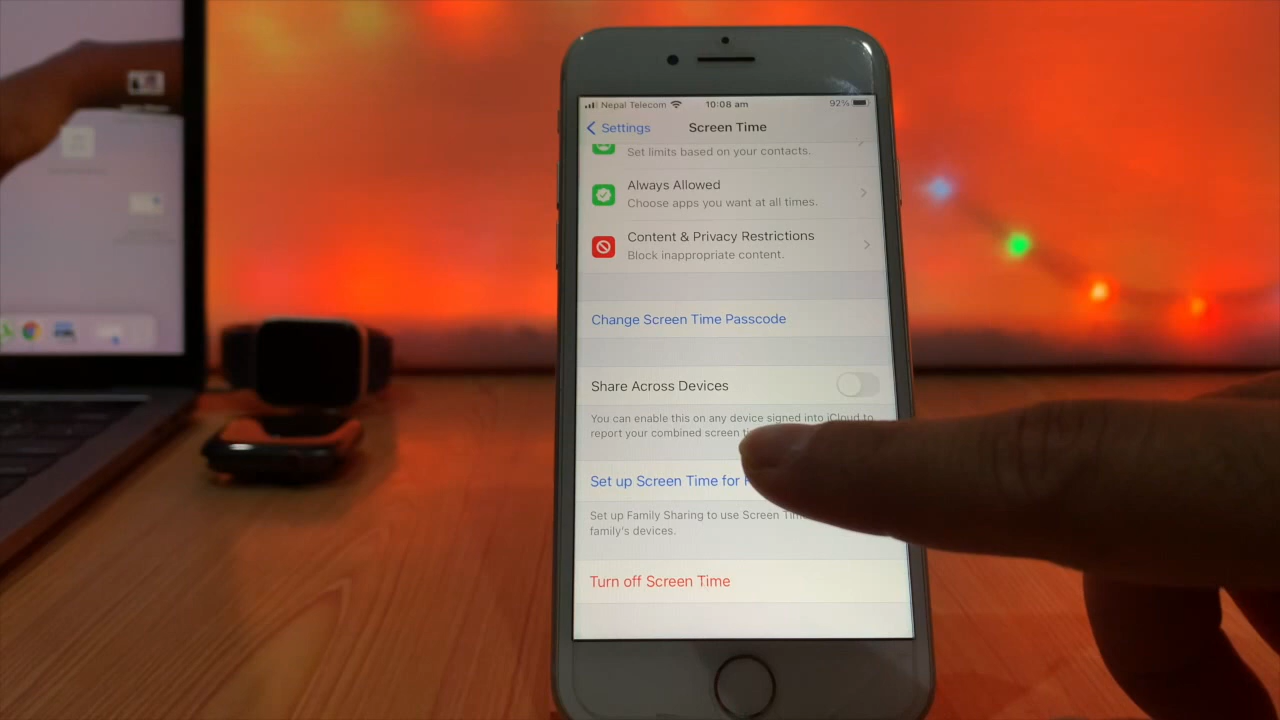 Nepal Telecom
10:08 am
92%
Settings
Screen Time
Set limits based on your contacts.
Always Allowed
Choose apps you want at all times.
Content & Privacy Restrictions
Block inappropriate content.
Change Screen Time Passcode
Share Across Devices
You can enable this on any device signed into iCloud to
report your combined screen
Set up Screen Time for
Set up Family Sharing to use Screen
family's devices.
Turn off Screen Time